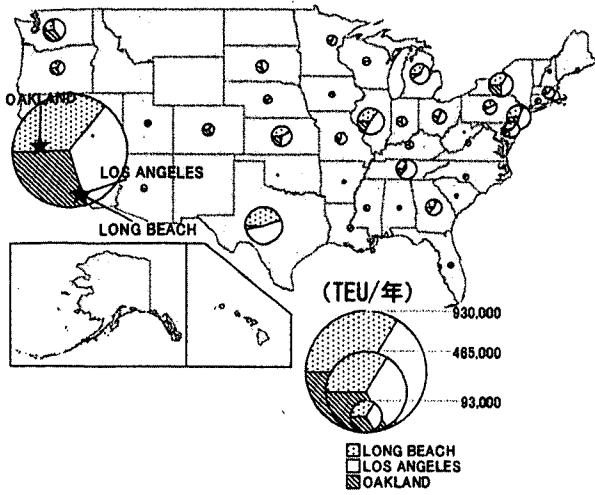 OAKLAND
LOS ANGELES
LONG BEACH
(TEU/年)
930,000
465,000
93,000
LONG BEACH
LOS ANGELES
OAKLAND